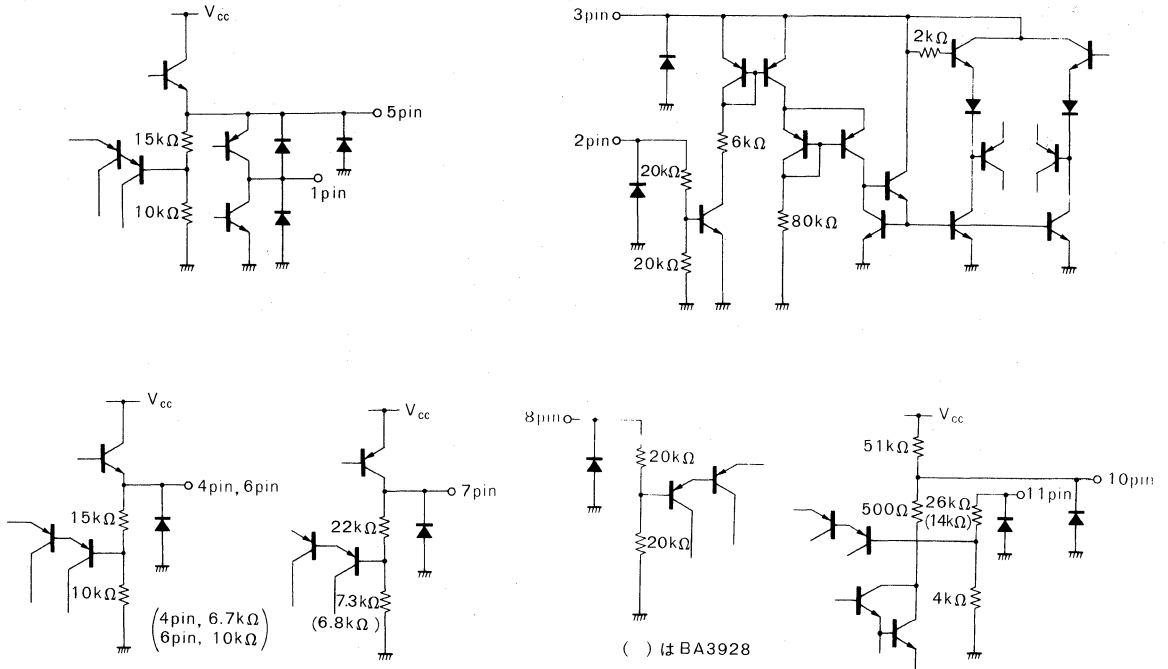 Vcc
5pin
15kΩ
1pin
10kΩ
3pin
2kΩ
2pin
6kΩ
20kΩ
80kΩ
20kΩ
Vcc
4pin, 6pin
15kΩ
10kΩ
(4pin, 6.7kΩ
6pin, 10kΩ)
Vcc
7pin
22kΩ
7.3kΩ
(6.8kΩ)
8pin
20kΩ
20kΩ
( )はBA3928
Vcc
51kΩ
10pin
11pin
500Ω
26kΩ
(14kΩ)
4kΩ